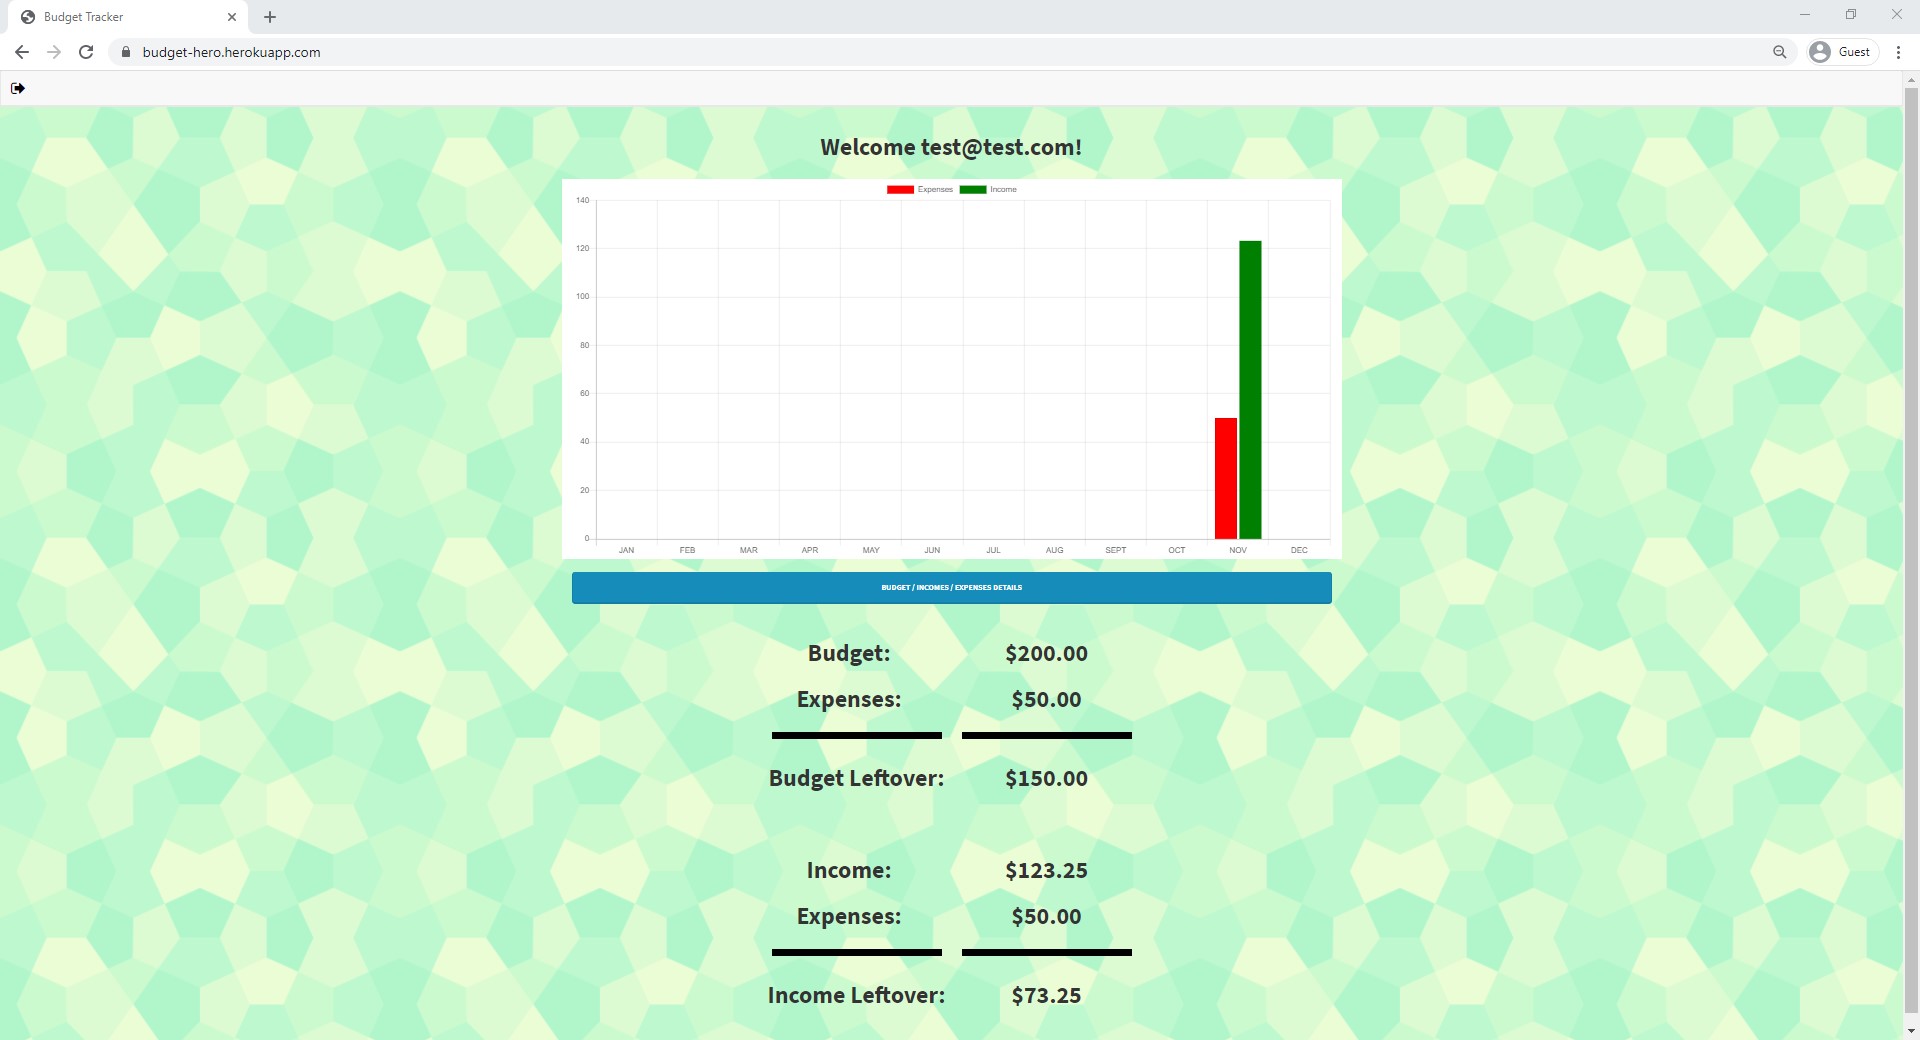 Budget Tracker
budget-hero.herokuapp.com
Guest
Welcome test@test.com!
Expenses Income
140
120
100
80
60
40
20
0
JAN FEB MAR APR MAY JUN JUL AUG SEPT OCT NOV DEC
BUDGET / INCOMES / EXPENSES DETAILS
Budget: $200.00
Expenses: $50.00
Budget Leftover: $150.00
Income: $123.25
Expenses: $50.00
Income Leftover: $73.25